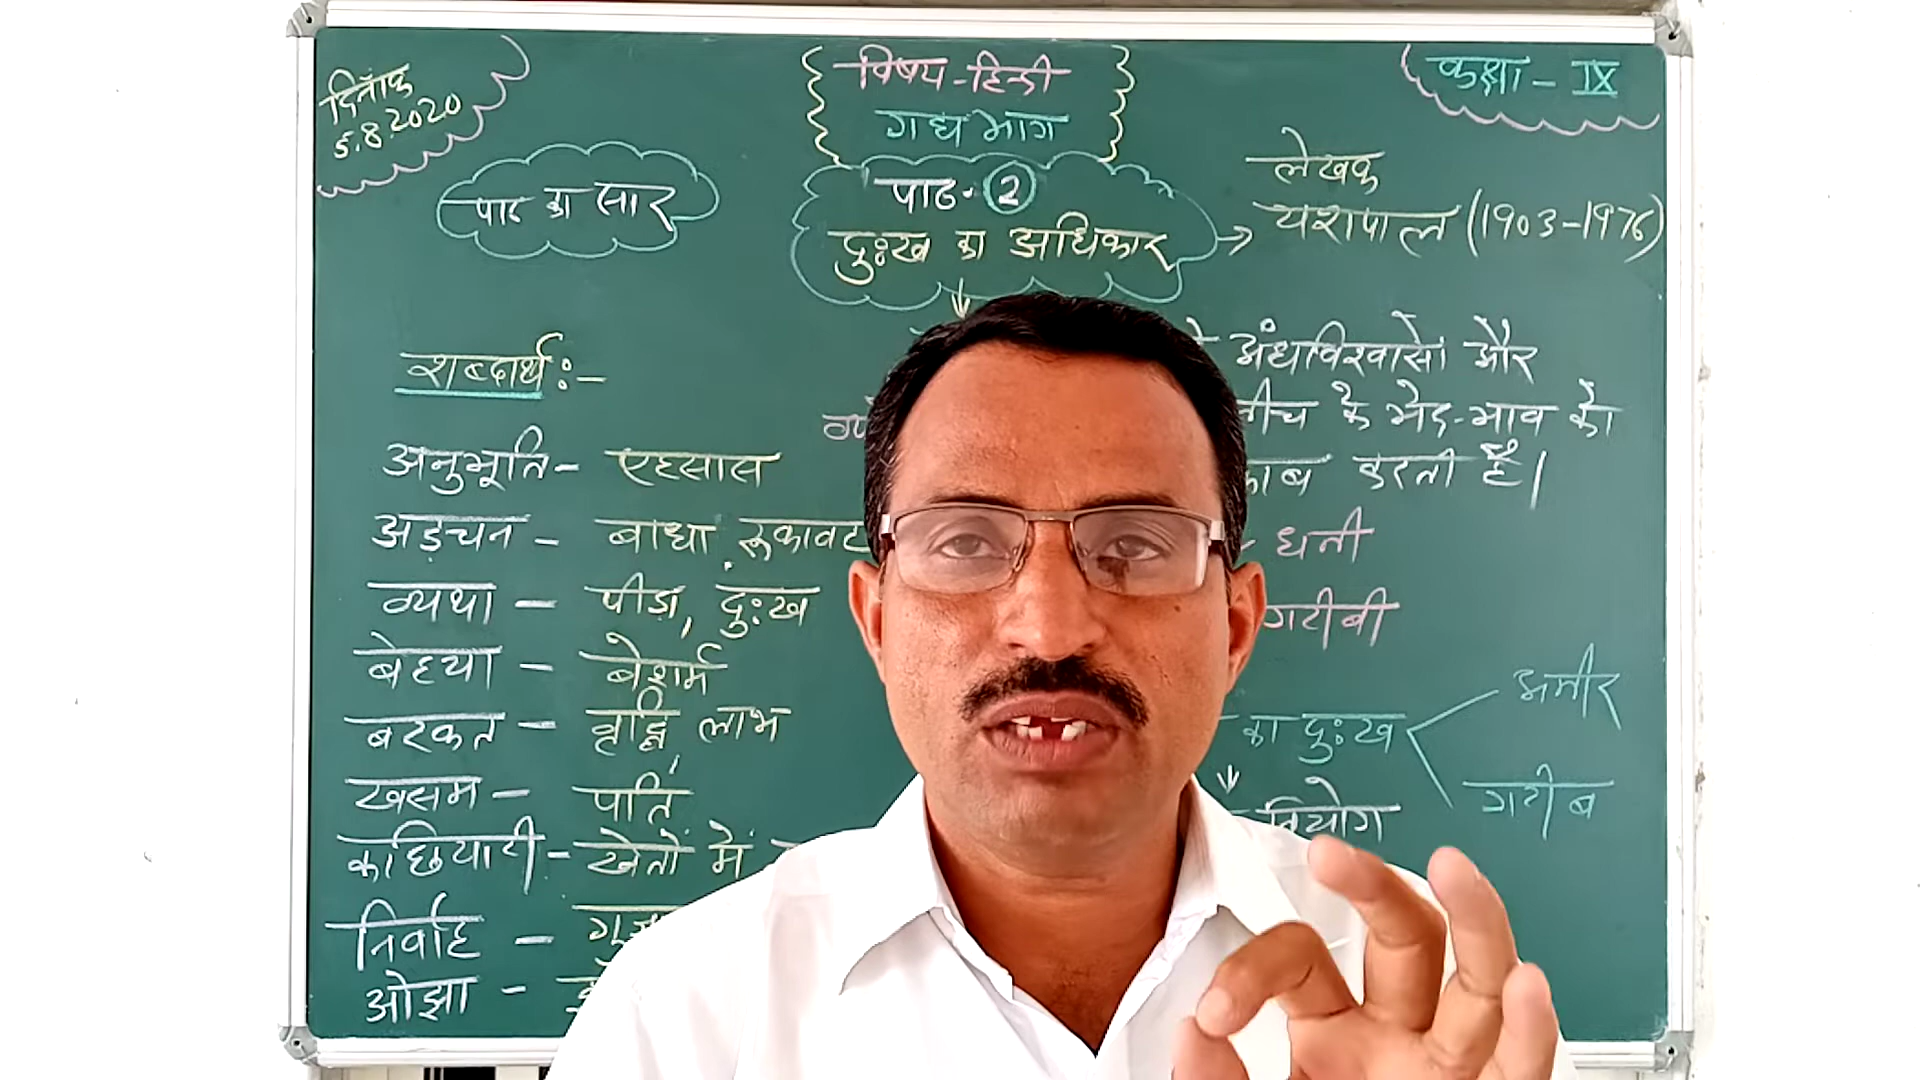 दिनाँक
5.8.2020
विषय-हिन्दी
गद्य भाग
कक्षा - IX
पाठ का सार
पाठ- 2
दुःख का अधिकार
लेखक
यशपाल (1903-1976)
शब्दार्थ :-
अनुभूति - एहसास
अड़चन - बाधा, रूकावट
व्यथा - पीड़ा, दुःख
बेहया - बेशर्म
बरकत - वृद्धि, लाभ
खसम - पति
कछियारी - खेतों में
निर्वाह -
ओझा -
अंधविश्वासों और
के भेद-भाव को
करती है।
- धनी
गरीबी
का दुःख
अमीर
गरीब
वियोग